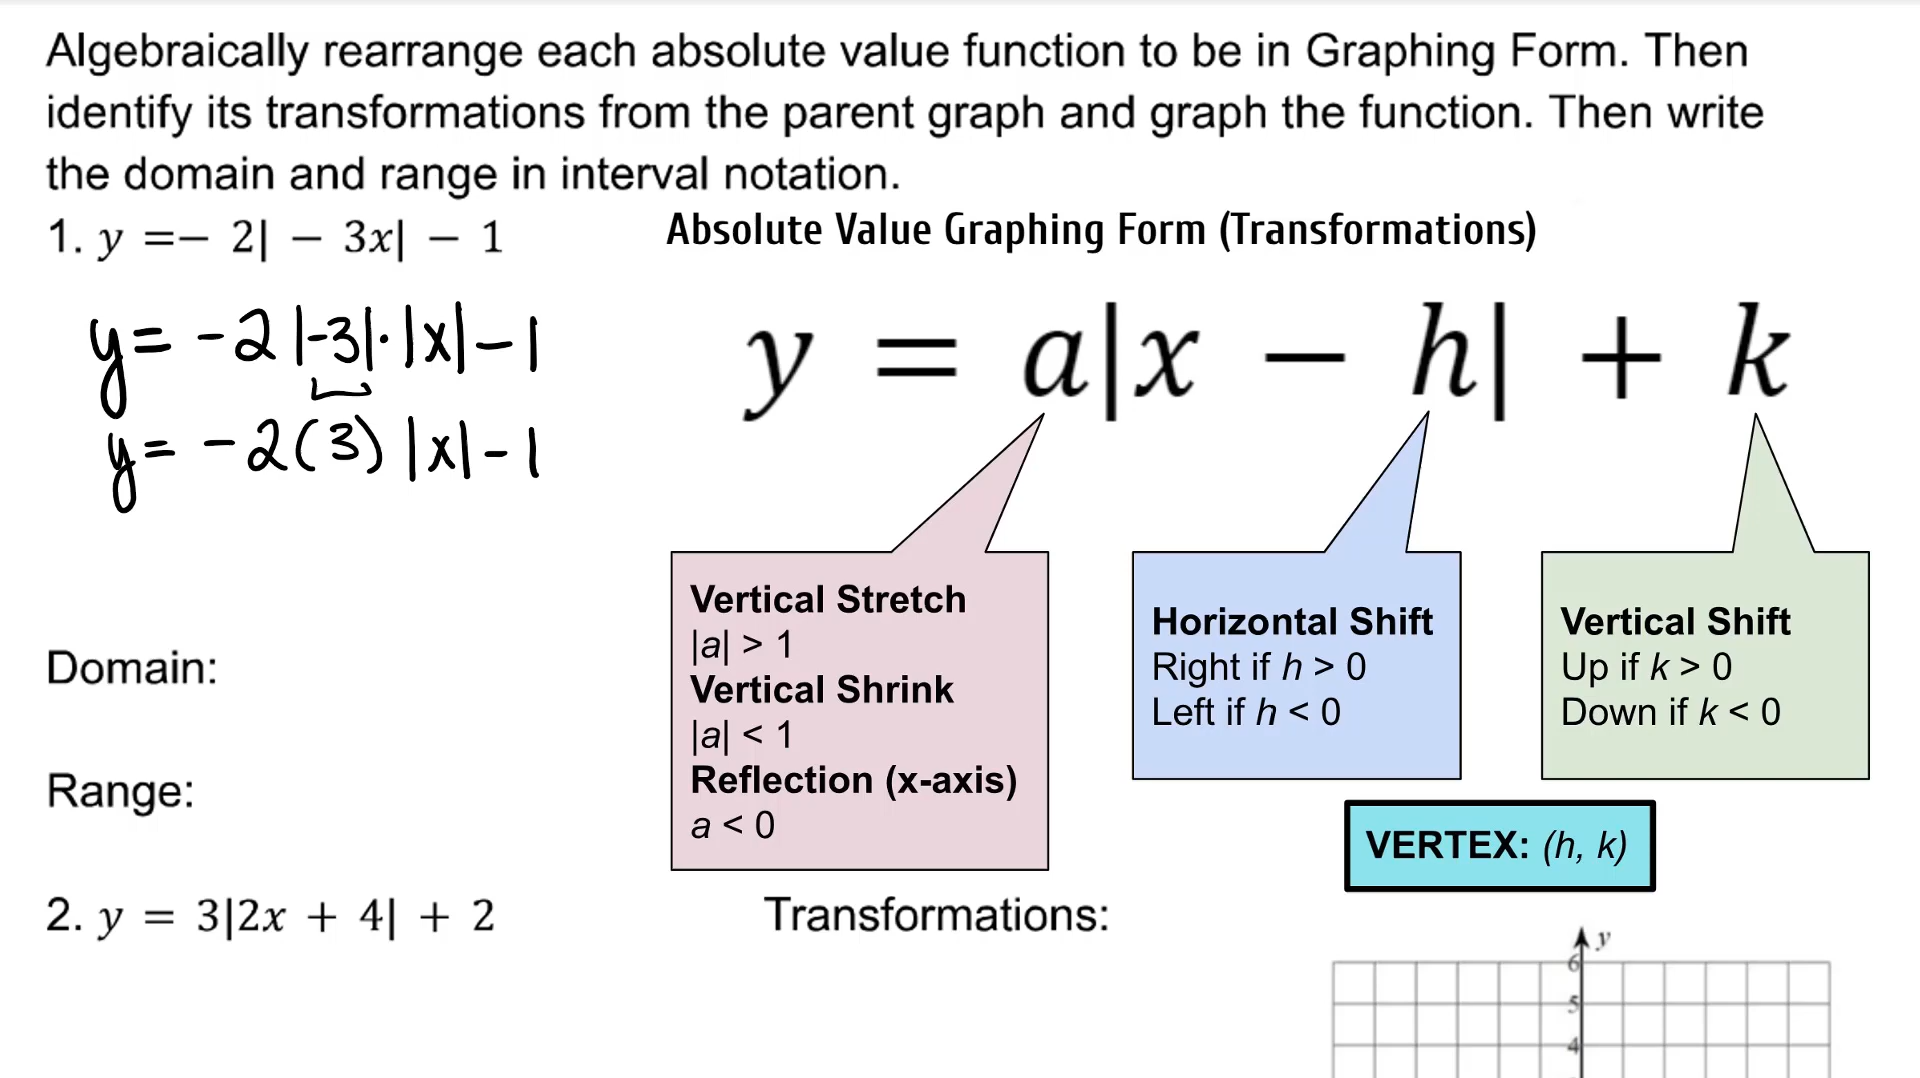 Algebraically rearrange each absolute value function to be in Graphing Form. Then
identify its transformations from the parent graph and graph the function. Then write
the domain and range in interval notation.
1. y =− 2| − 3x| − 1
Absolute Value Graphing Form (Transformations)
y = -2 |-3|·|x| - 1
y = -2(3) |x| - 1
y = a|x − h| + k
Vertical Stretch
|a| > 1
Vertical Shrink
|a| < 1
Reflection (x-axis)
a < 0
Horizontal Shift
Right if h > 0
Left if h < 0
Vertical Shift
Up if k > 0
Down if k < 0
Domain:
Range:
VERTEX: (h, k)
2. y = 3|2x + 4| + 2
Transformations:
y
6
5
4